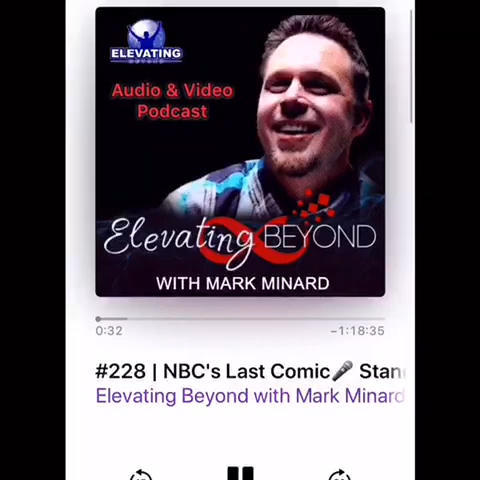 ELEVATING
BEYOND
Audio & Video
Podcast
Elevating BEYOND
WITH MARK MINARD
0:32
-1:18:35
#228 | NBC's Last Comic🎤 Stan
Elevating Beyond with Mark Minard